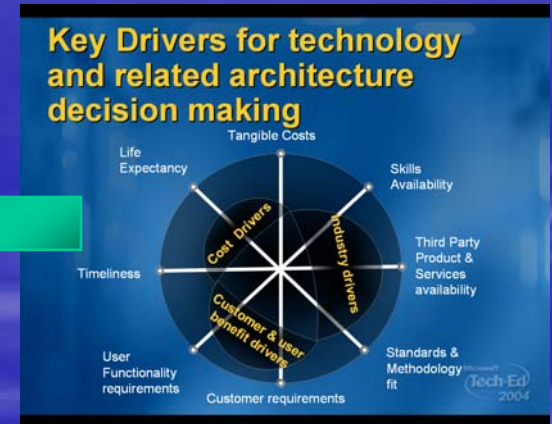 Key Drivers for technology
and related architecture
decision making
Tangible Costs
Life
Expectancy
Skills
Availability
Cost Drivers
Industry drivers
Third Party
Product &
Services
availability
Timeliness
Customer & user
benefit drivers
User
Functionality
requirements
Customer requirements
Standards &
Methodology
fit
Microsoft
Tech·Ed
2004